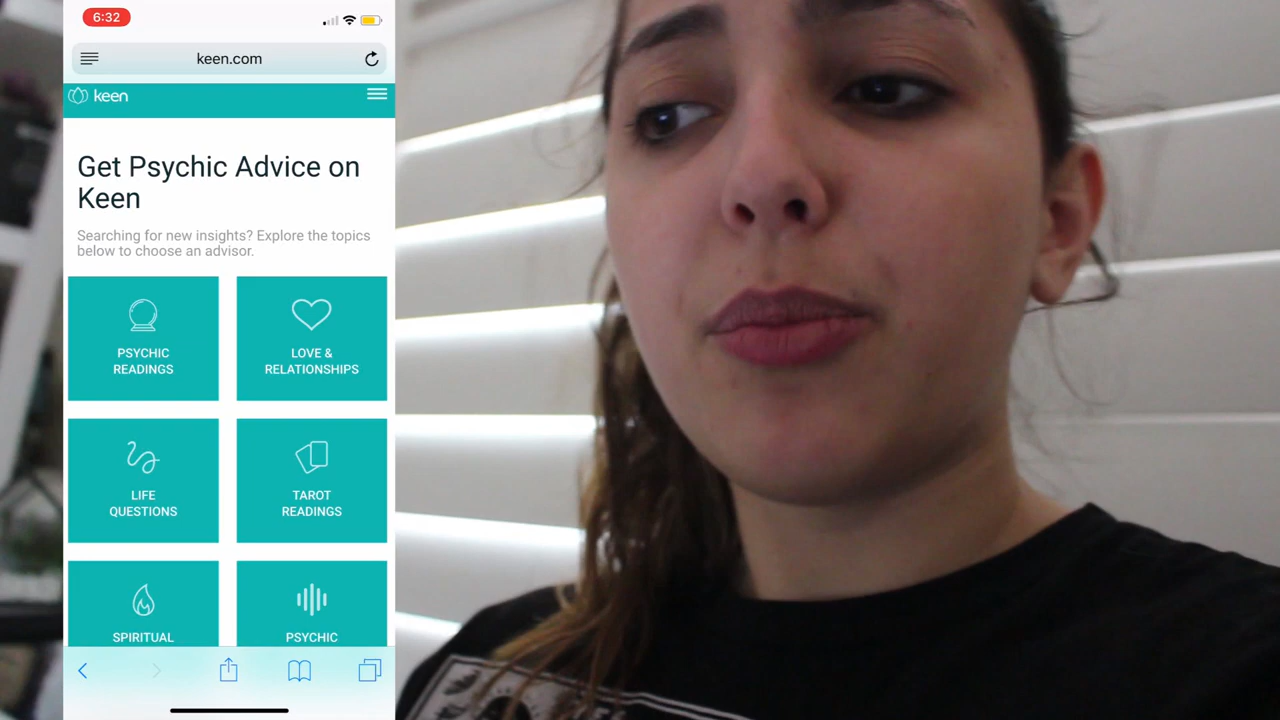 6:32
keen.com
keen
Get Psychic Advice on
Keen
Searching for new insights? Explore the topics
below to choose an advisor.
PSYCHIC
READINGS
LOVE &
RELATIONSHIPS
LIFE
QUESTIONS
TAROT
READINGS
SPIRITUAL
PSYCHIC